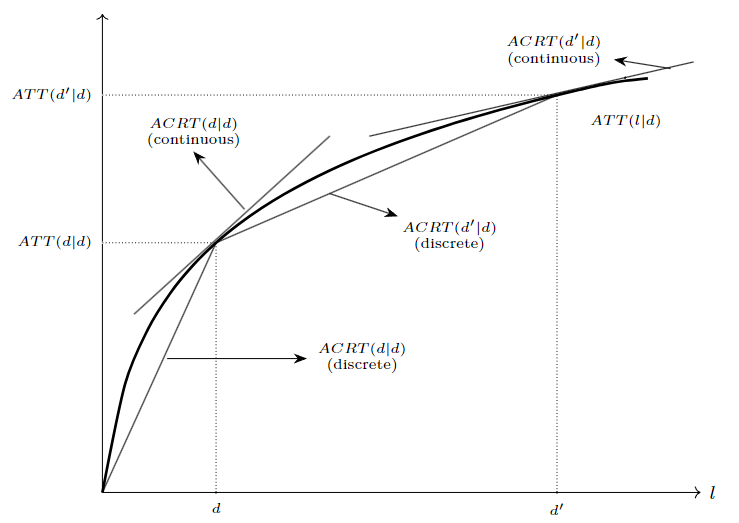 ACRT(d′|d)
(continuous)
ATT(d′|d)
ACRT(d|d)
(continuous)
ATT(l|d)
ACRT(d′|d)
(discrete)
ATT(d|d)
ACRT(d|d)
(discrete)
l
d
d′